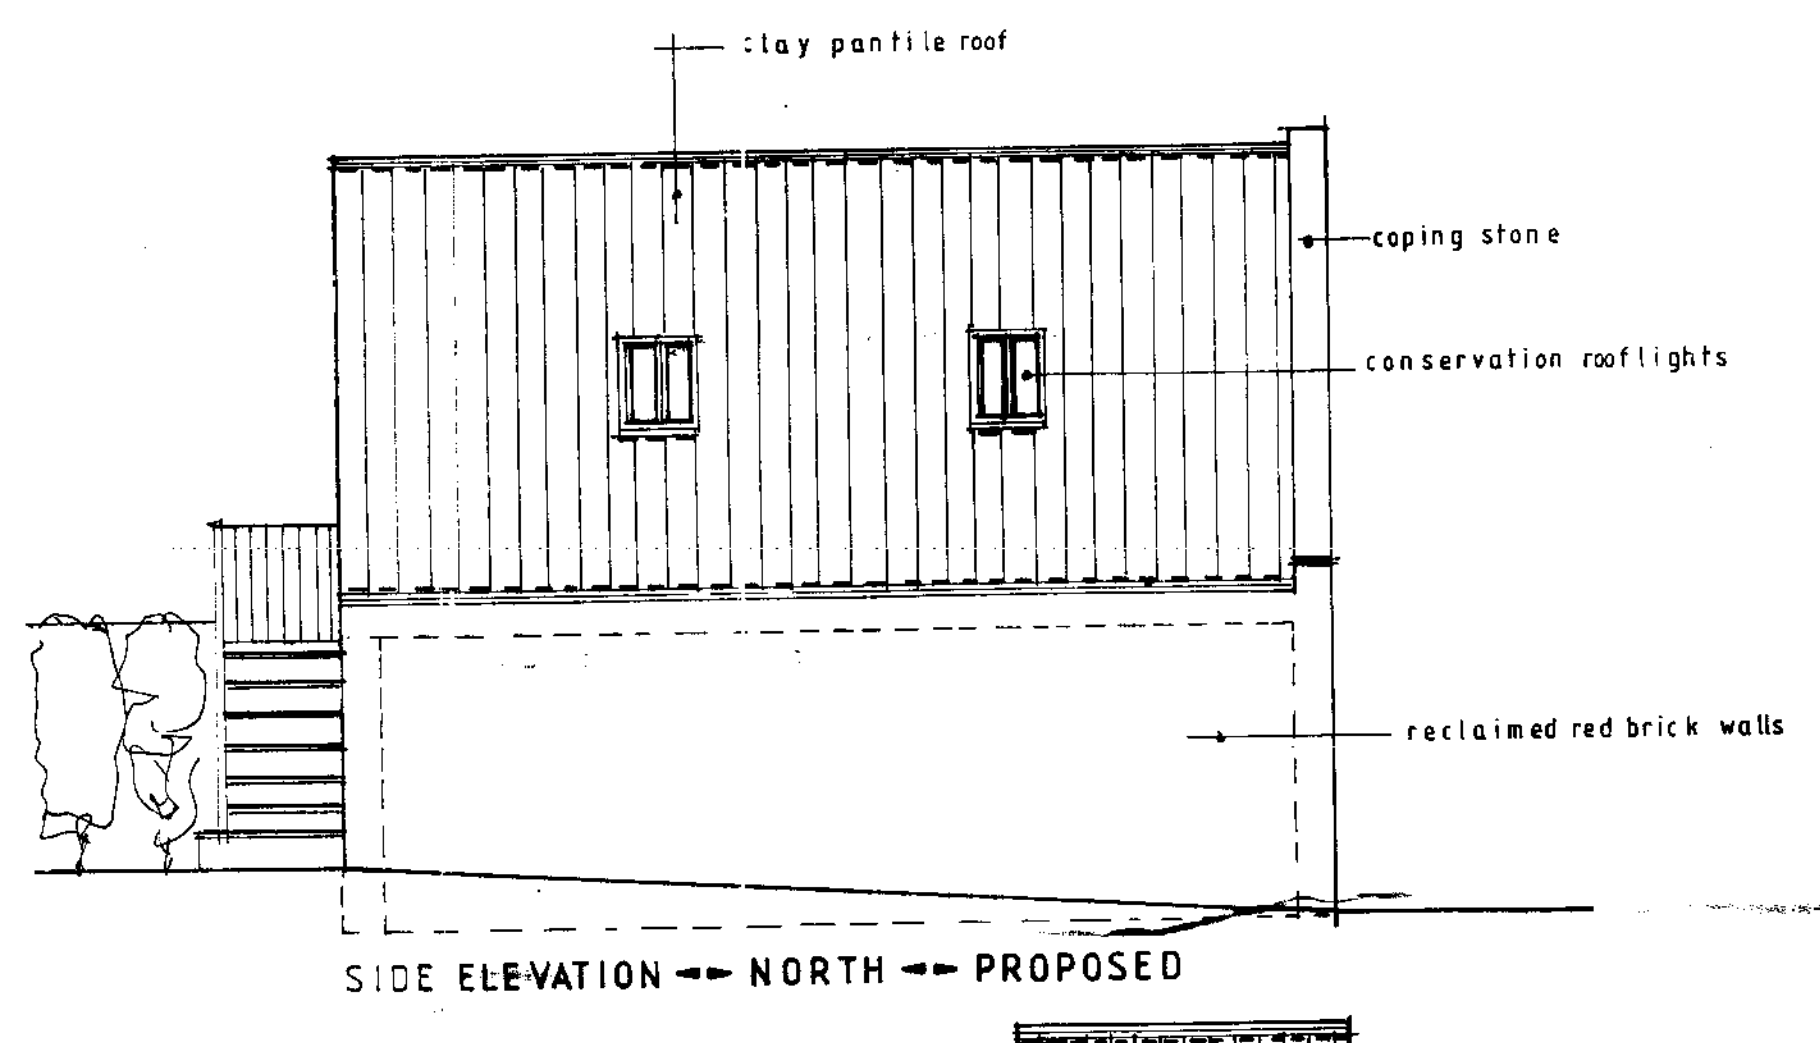 clay pantile roof
coping stone
conservation rooflights
reclaimed red brick walls
SIDE ELEVATION - NORTH - PROPOSED